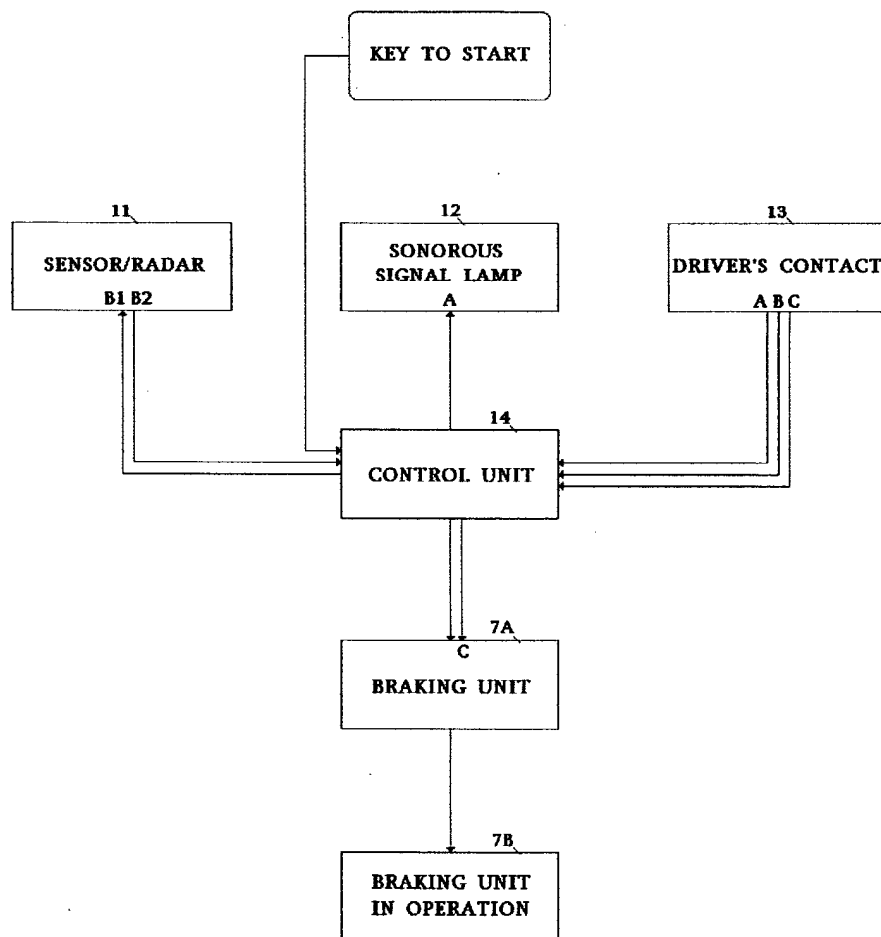 KEY TO START
11
12
13
SENSOR/RADAR
B1 B2
SONOROUS
SIGNAL LAMP
A
DRIVER'S CONTACT
A B C
14
CONTROL UNIT
7A
C
BRAKING UNIT
7B
BRAKING UNIT
IN OPERATION